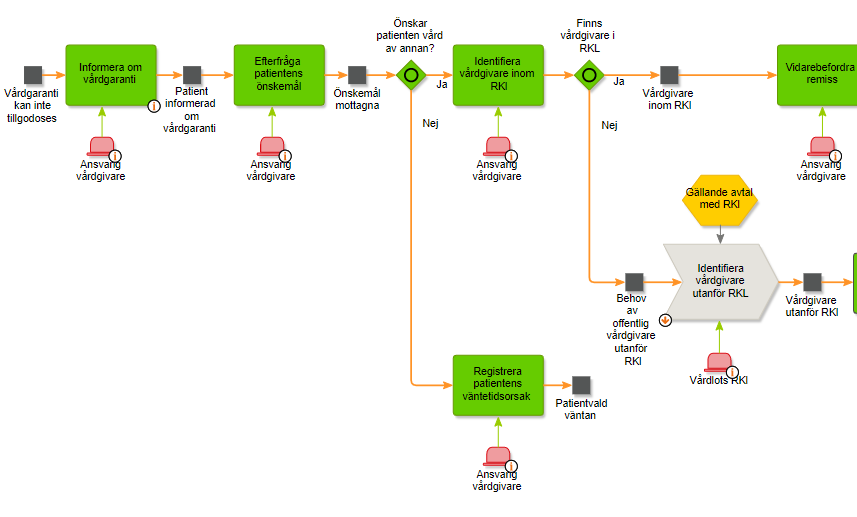 Önskar
patienten vård
av annan?
Finns
vårdgivare i
RKL
Informera om
vårdgaranti
Efterfråga
patientens
önskemål
Identifiera
vårdgivare inom
RKI
Vidarebefordra
remiss
Vårdgaranti
kan inte
tillgodoses
Patient
informerad
om
vårdgaranti
Önskemål
mottagna
Ja
Ja
Vårdgivare
inom RKI
Nej
Nej
Ansvarig
vårdgivare
Ansvarig
vårdgivare
Ansvarig
vårdgivare
Ansvarig
vårdgivare
Gällande avtal
med RKI
Identifiera
vårdgivare
utanför RKL
Behov
av
offentlig
vårdgivare
utanför
RKI
Vårdgivare
utanför RKI
Vårdlots RKI
Registrera
patientens
väntetidsorsak
Patientvald
väntan
Ansvarig
vårdgivare